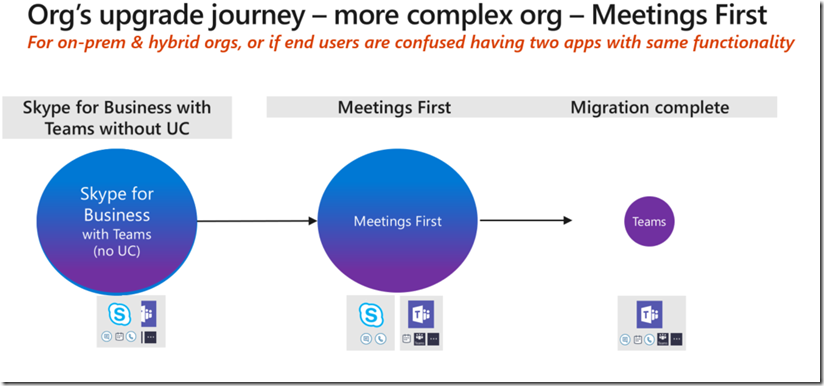 Org's upgrade journey – more complex org – Meetings First
For on-prem & hybrid orgs, or if end users are confused having two apps with same functionality
Skype for Business with
Teams without UC
Meetings First
Migration complete
Skype for
Business
with Teams
(no UC)
Meetings First
Teams